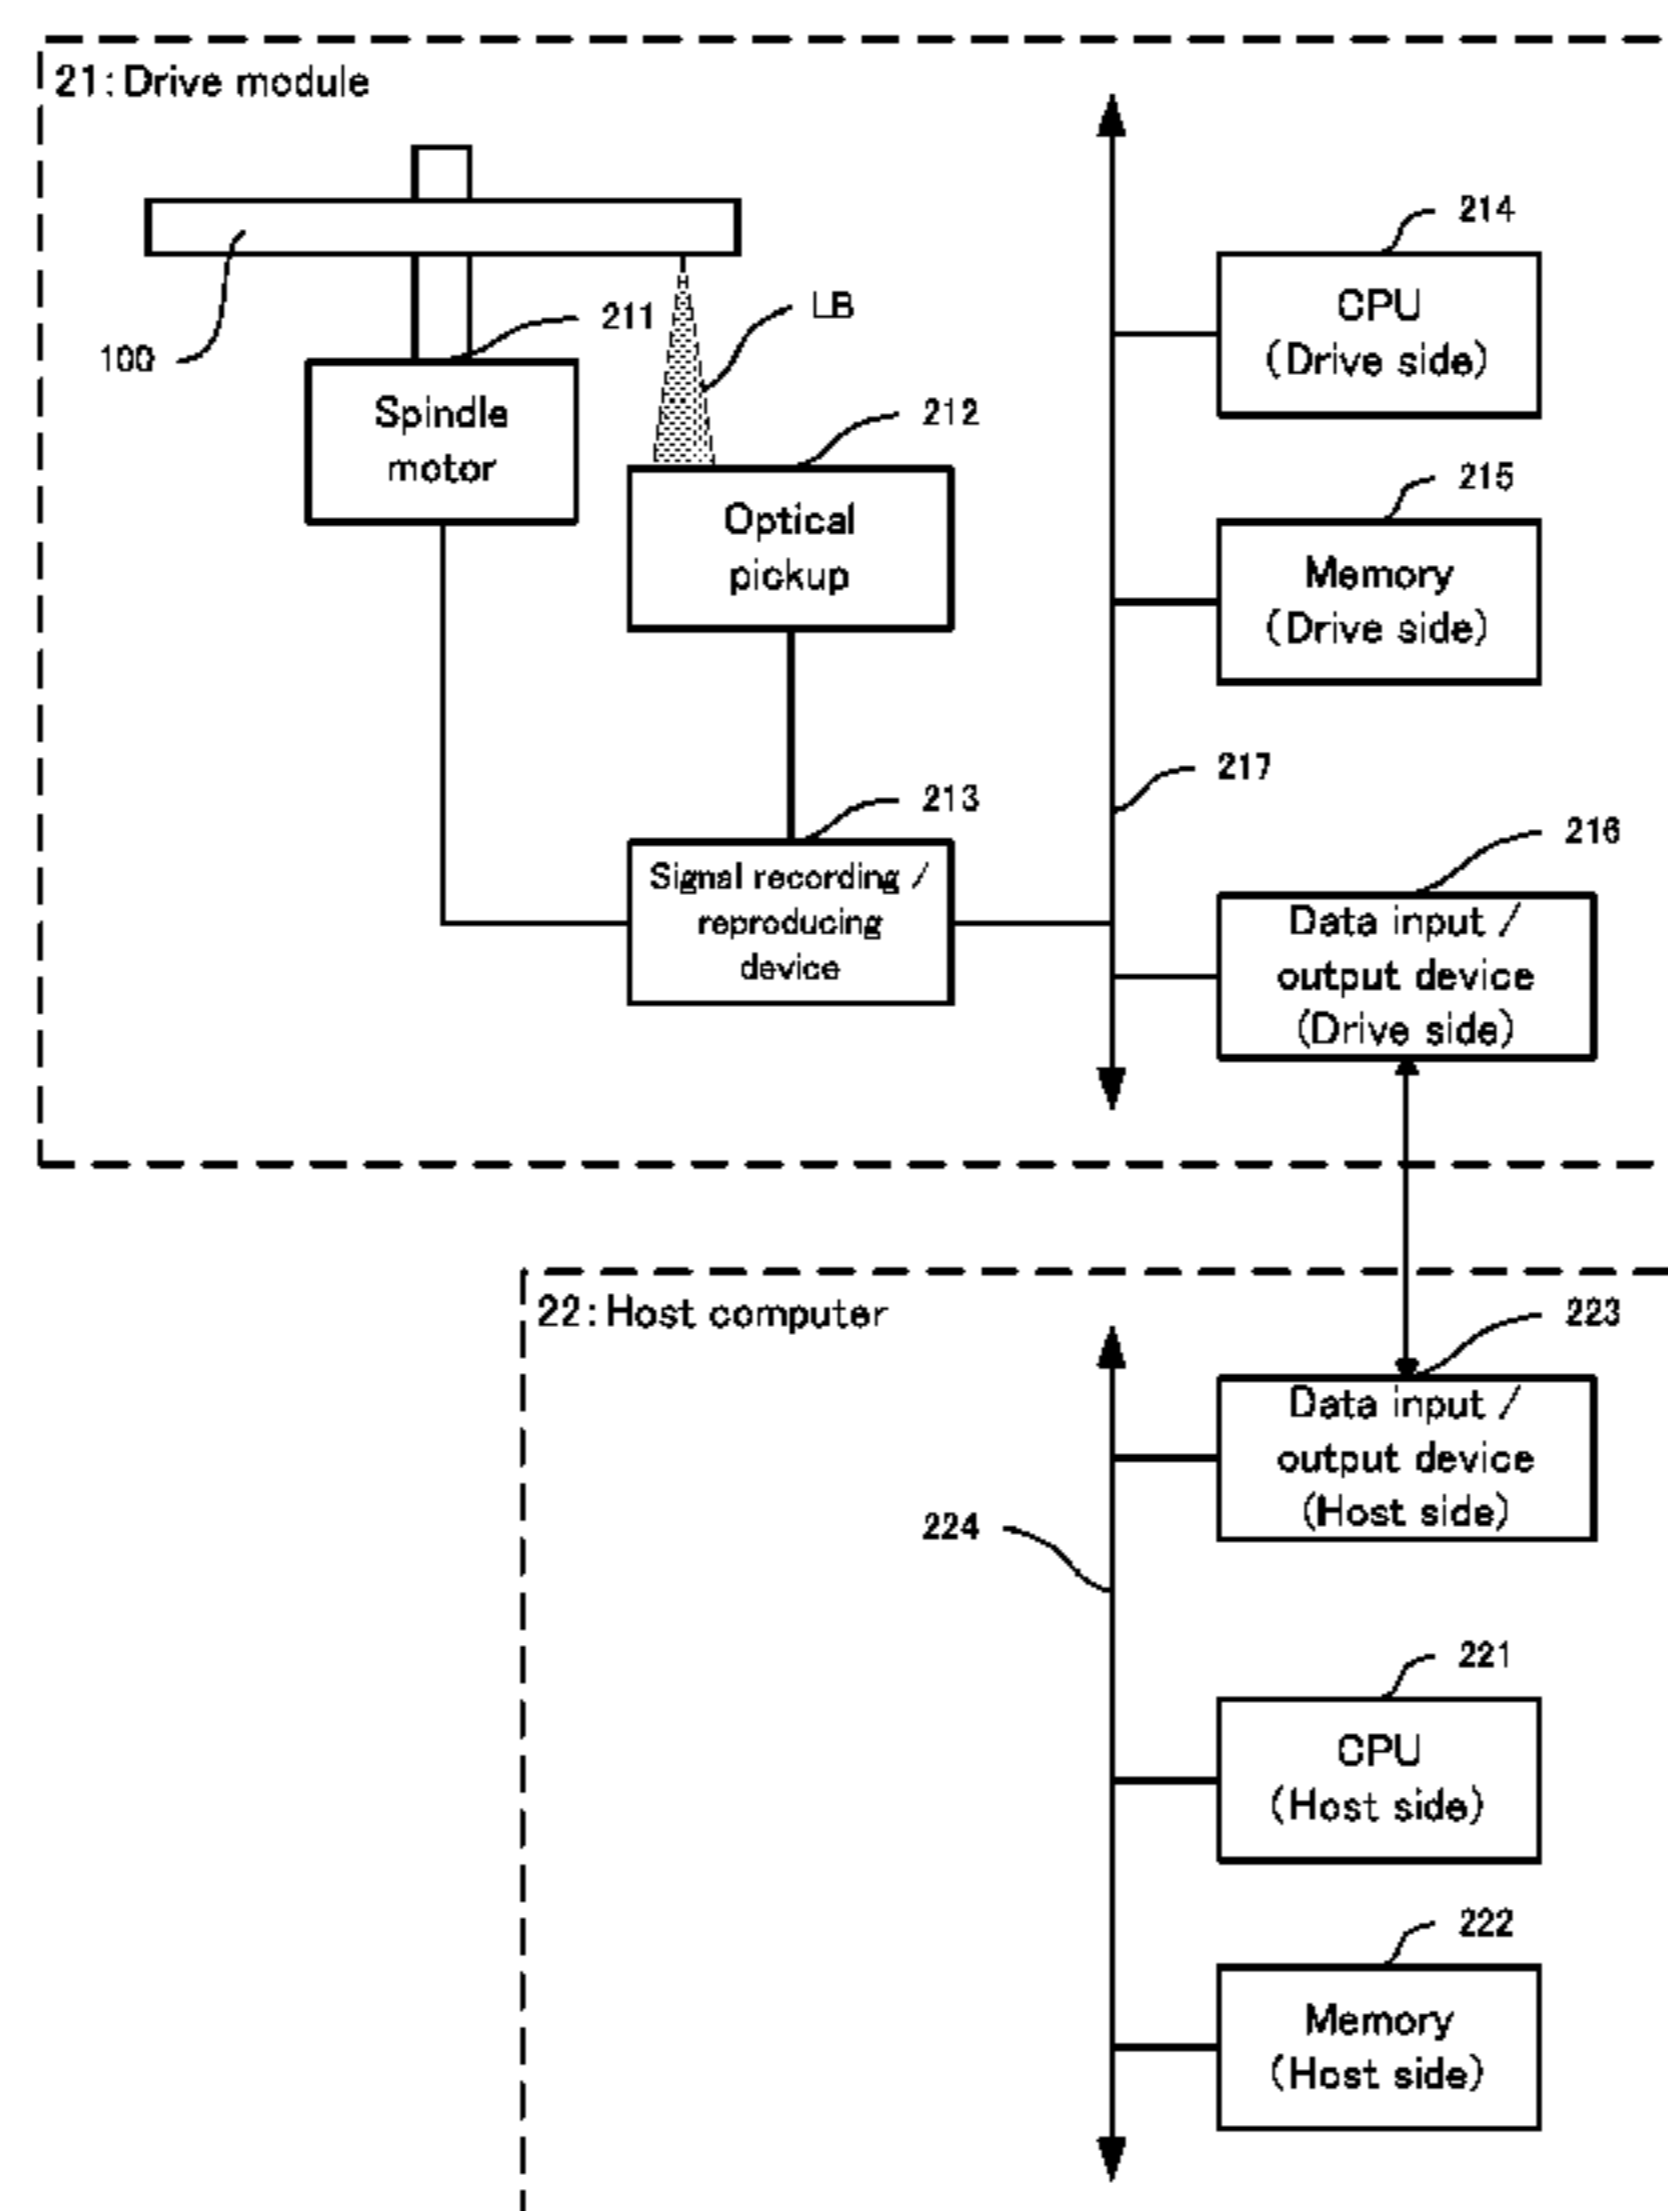 21: Drive module
214
CPU
(Drive side)
LB
211
100
Spindle
motor
212
Optical
pickup
215
Memory
(Drive side)
217
213
Signal recording /
reproducing
device
216
Data input /
output device
(Drive side)
22: Host computer
223
Data input /
output device
(Host side)
224
221
CPU
(Host side)
222
Memory
(Host side)